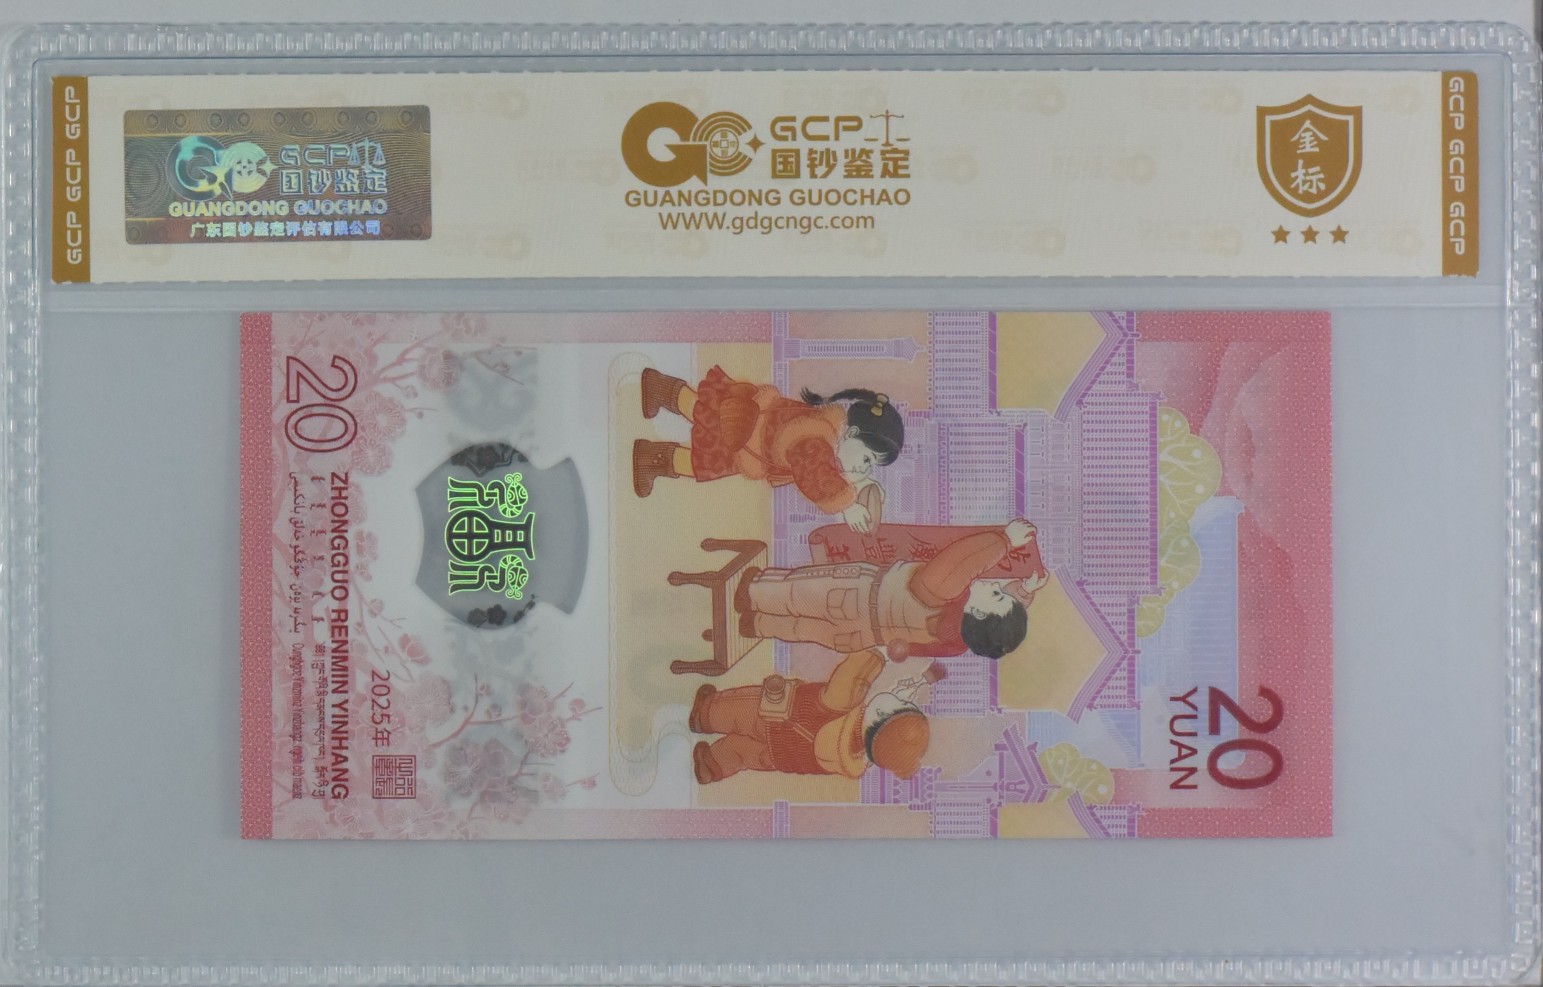 GCP GCP GCP
GCP
国钞鉴定
GUANGDONG GUOCHAO
广东国钞鉴定评估有限公司
GCP
国钞鉴定
GUANGDONG GUOCHAO
WWW.gdgcngc.com
金标
GCP GCP GCP
20
YUAN
2025年
ZHONGGUO RENMIN YINHANG
20